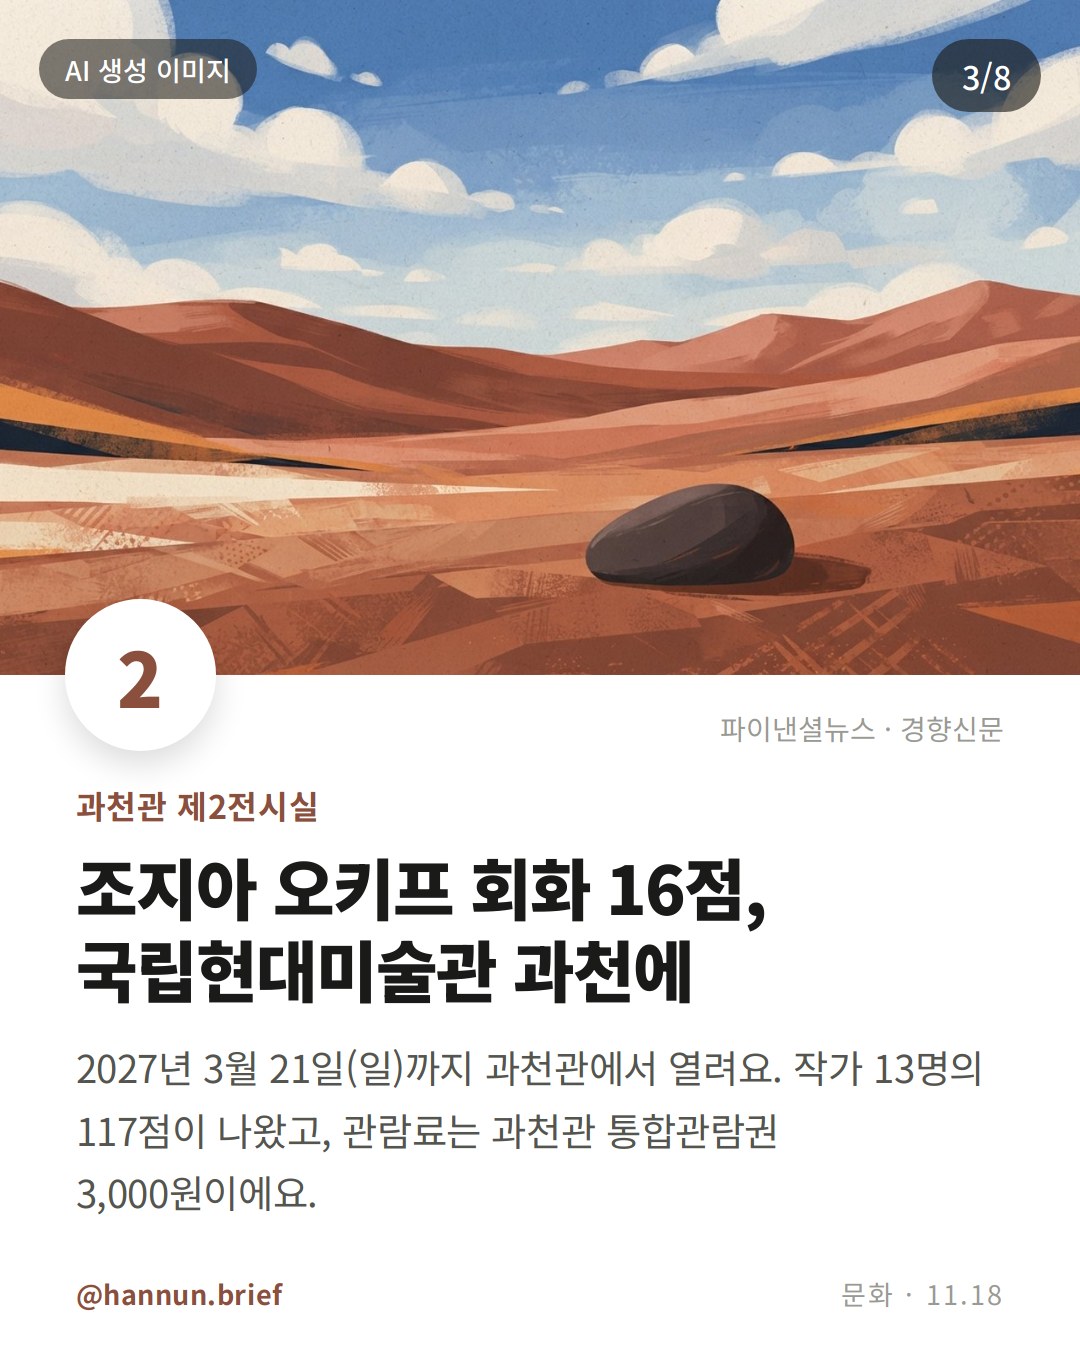 AI 생성 이미지
3/8
2
파이낸셜뉴스 · 경향신문
과천관 제2전시실
조지아 오키프 회화 16점,
국립현대미술관 과천에
2027년 3월 21일(일)까지 과천관에서 열려요. 작가 13명의
117점이 나왔고, 관람료는 과천관 통합관람권
3,000원이에요.
@hannun.brief
문화 · 11.18